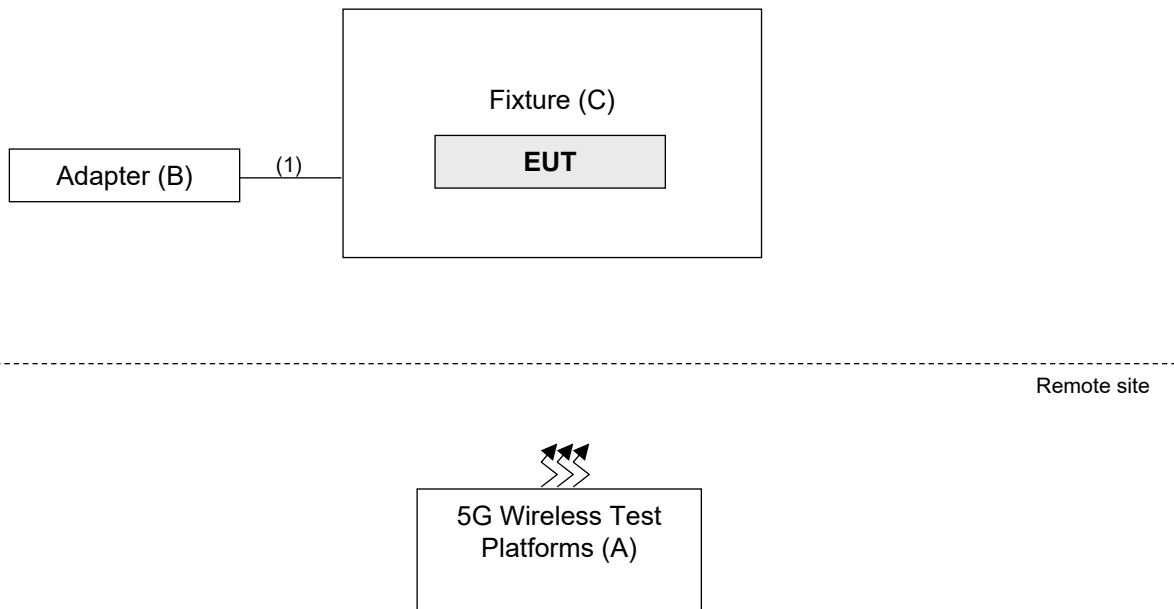 Fixture (C)
EUT
Adapter (B)
(1)
Remote site
5G Wireless Test
Platforms (A)